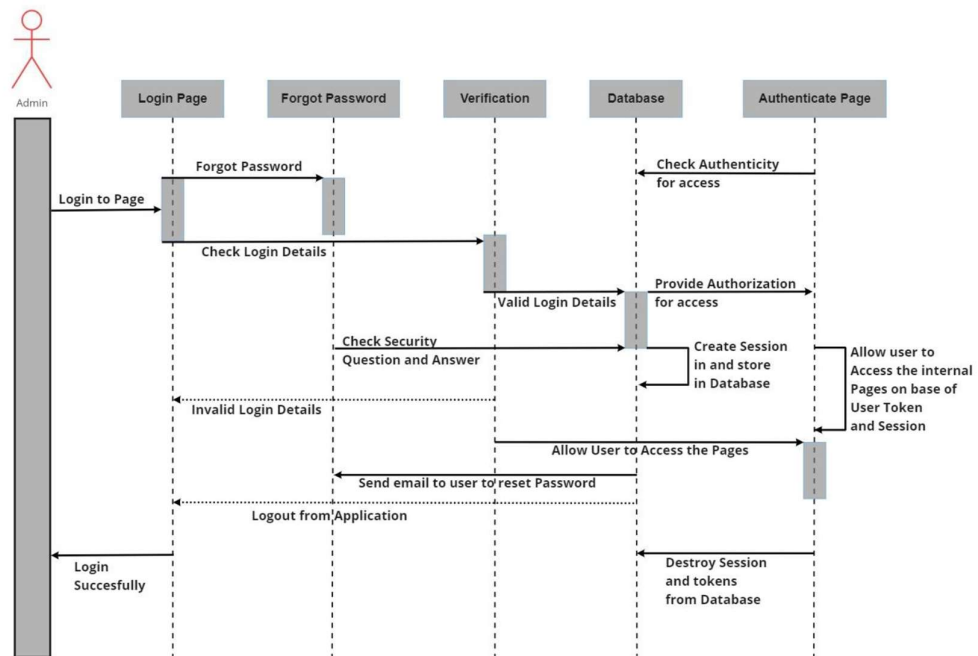 Admin
Login Page
Forgot Password
Verification
Database
Authenticate Page
Forgot Password
Check Authenticity
for access
Login to Page
Check Login Details
Provide Authorization
for access
Valid Login Details
Check Security
Question and Answer
Create Session
in and store
in Database
Allow user to
Access the internal
Pages on base of
User Token
and Session
Invalid Login Details
Allow User to Access the Pages
Send email to user to reset Password
Logout from Application
Login
Succesfully
Destroy Session
and tokens
from Database